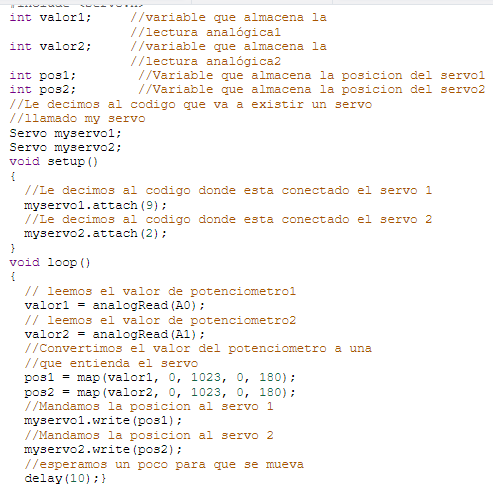 #include <Servo.h>
int valor1;     //variable que almacena la
                //lectura analógica1
int valor2;     //variable que almacena la
                //lectura analógica2
int pos1;        //Variable que almacena la posicion del servo1
int pos2;        //Variable que almacena la posicion del servo2
//Le decimos al codigo que va a existir un servo
//llamado my servo
Servo myservo1;
Servo myservo2;
void setup()
{
  //Le decimos al codigo donde esta conectado el servo 1
  myservo1.attach(9);
  //Le decimos al codigo donde esta conectado el servo 2
  myservo2.attach(2);
}
void loop()
{
  // leemos el valor de potenciometro1
  valor1 = analogRead(A0);
  // leemos el valor de potenciometro2
  valor2 = analogRead(A1);
  //Convertimos el valor del potenciometro a una
  //que entienda el servo
  pos1 = map(valor1, 0, 1023, 0, 180);
  pos2 = map(valor2, 0, 1023, 0, 180);
  //Mandamos la posicion al servo 1
  myservo1.write(pos1);
  //Mandamos la posicion al servo 2
  myservo2.write(pos2);
  //esperamos un poco para que se mueva
  delay(10);}